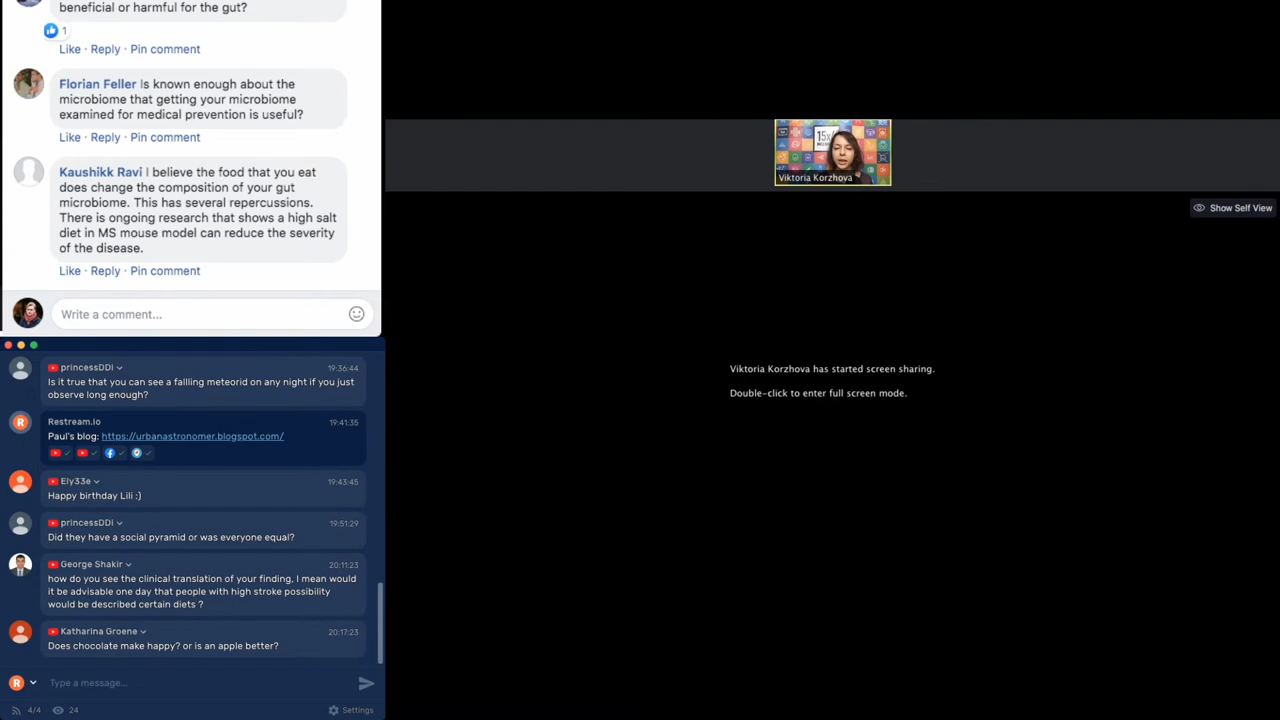 beneficial or harmful for the gut?
1
Like · Reply · Pin comment
Florian Feller Is known enough about the
microbiome that getting your microbiome
examined for medical prevention is useful?
Like · Reply · Pin comment
Kaushikk Ravi I believe the food that you eat
does change the composition of your gut
microbiome. This has several repercussions.
There is ongoing research that shows a high salt
diet in MS mouse model can reduce the severity
of the disease.
Like · Reply · Pin comment
Write a comment...
princessDDi 19:36:44
Is it true that you can see a fallling meteorid on any night if you just
observe long enough?
Restream.io 19:41:35
Paul's blog: https://urbanastronomer.blogspot.com/
Ely33e 19:43:45
Happy birthday Lili :)
princessDDi 19:51:29
Did they have a social pyramid or was everyone equal?
George Shakir 20:11:23
how do you see the clinical translation of your finding, I mean would
it be advisable one day that people with high stroke possibility
would be described certain diets ?
Katharina Groene 20:17:23
Does chocolate make happy? or is an apple better?
Type a message...
4/4 24 Settings
Viktoria Korzhova
Show Self View
Viktoria Korzhova has started screen sharing.
Double-click to enter full screen mode.